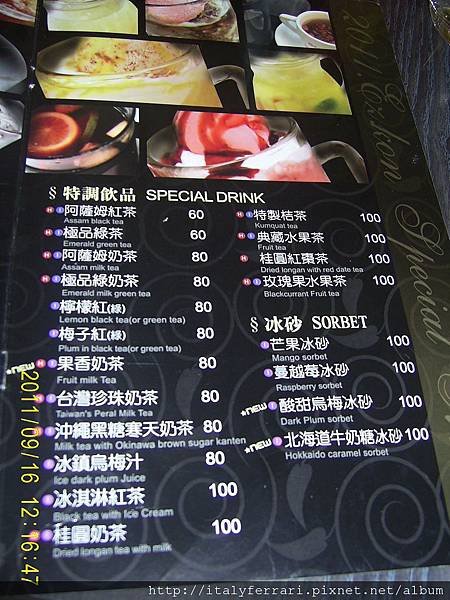 2011. Eikon Special
§ 特調飲品 SPECIAL DRINK
H I 阿薩姆紅茶 60
Assam black tea
H I 極品綠茶 60
Emerald green tea
H I 阿薩姆奶茶 80
Assam milk tea
H I 極品綠奶茶 80
Emerald milk green tea
I 檸檬紅(綠) 80
Lemon black tea(or green tea)
I 梅子紅(綠) 80
Plum in black tea(or green tea)
★NEW H I 果香奶茶 80
Fruit milk Tea
I 台灣珍珠奶茶 80
Taiwan's Peral Milk Tea
I 沖繩黑糖寒天奶茶 80
Milk tea with Okinawa brown sugar kanten
I 冰鎮烏梅汁 80
Ice dark plum Juice
I 冰淇淋紅茶 100
Black tea with Ice Cream
桂圓奶茶 100
Dried longan tea with milk
H I 特製桔茶 100
Kumquat tea
H I 典藏水果茶 100
Fruit tea
H 桂圓紅棗茶 100
Dried longan with red date tea
H I 玫瑰果水果茶 100
Blackcurrant Fruit tea
§ 冰砂 SORBET
I 芒果冰砂 100
Mango sorbet
I 蔓越莓冰砂 100
Raspberry sorbet
★NEW I 酸甜烏梅冰砂 100
Dark Plum sorbet
★NEW I 北海道牛奶糖冰砂 100
Hokkaido caramel sorbet
2011/09/16 12:16:47
http://italyferrari.pixnet.net/album